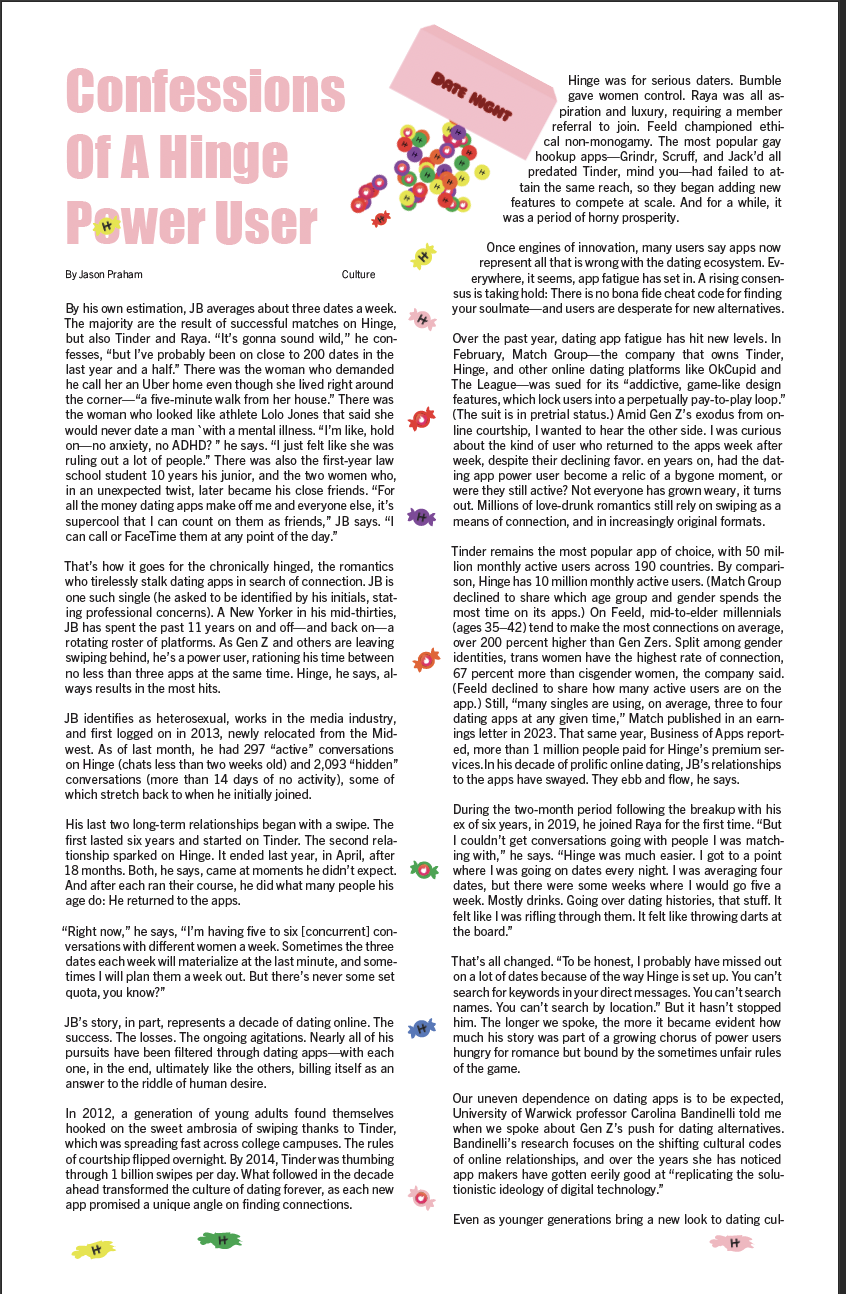 Confessions
Of A Hinge
Power User
By Jason Praham
Culture
DATE NIGHT
By his own estimation, JB averages about three dates a week.
The majority are the result of successful matches on Hinge,
but also Tinder and Raya. “It’s gonna sound wild,” he con-
fesses, “but I’ve probably been on close to 200 dates in the
last year and a half.” There was the woman who demanded
he call her an Uber home even though she lived right around
the corner—“a five-minute walk from her house.” There was
the woman who looked like athlete Lolo Jones that said she
would never date a man `with a mental illness. “I’m like, hold
on—no anxiety, no ADHD? ” he says. “I just felt like she was
ruling out a lot of people.” There was also the first-year law
school student 10 years his junior, and the two women who,
in an unexpected twist, later became his close friends. “For
all the money dating apps make off me and everyone else, it’s
supercool that I can count on them as friends,” JB says. “I
can call or FaceTime them at any point of the day.”
That’s how it goes for the chronically hinged, the romantics
who tirelessly stalk dating apps in search of connection. JB is
one such single (he asked to be identified by his initials, stat-
ing professional concerns). A New Yorker in his mid-thirties,
JB has spent the past 11 years on and off—and back on—a
rotating roster of platforms. As Gen Z and others are leaving
swiping behind, he’s a power user, rationing his time between
no less than three apps at the same time. Hinge, he says, al-
ways results in the most hits.
JB identifies as heterosexual, works in the media industry,
and first logged on in 2013, newly relocated from the Mid-
west. As of last month, he had 297 “active” conversations
on Hinge (chats less than two weeks old) and 2,093 “hidden”
conversations (more than 14 days of no activity), some of
which stretch back to when he initially joined.
His last two long-term relationships began with a swipe. The
first lasted six years and started on Tinder. The second rela-
tionship sparked on Hinge. It ended last year, in April, after
18 months. Both, he says, came at moments he didn’t expect.
And after each ran their course, he did what many people his
age do: He returned to the apps.
“Right now,” he says, “I’m having five to six [concurrent] con-
versations with different women a week. Sometimes the three
dates each week will materialize at the last minute, and some-
times I will plan them a week out. But there’s never some set
quota, you know?”
JB’s story, in part, represents a decade of dating online. The
success. The losses. The ongoing agitations. Nearly all of his
pursuits have been filtered through dating apps—with each
one, in the end, ultimately like the others, billing itself as an
answer to the riddle of human desire.
In 2012, a generation of young adults found themselves
hooked on the sweet ambrosia of swiping thanks to Tinder,
which was spreading fast across college campuses. The rules
of courtship flipped overnight. By 2014, Tinder was thumbing
through 1 billion swipes per day. What followed in the decade
ahead transformed the culture of dating forever, as each new
app promised a unique angle on finding connections.
Hinge was for serious daters. Bumble
gave women control. Raya was all as-
piration and luxury, requiring a member
referral to join. Feeld championed ethi-
cal non-monogamy. The most popular gay
hookup apps—Grindr, Scruff, and Jack’d all
predated Tinder, mind you—had failed to at-
tain the same reach, so they began adding new
features to compete at scale. And for a while, it
was a period of horny prosperity.
Once engines of innovation, many users say apps now
represent all that is wrong with the dating ecosystem. Ev-
erywhere, it seems, app fatigue has set in. A rising consen-
sus is taking hold: There is no bona fide cheat code for finding
your soulmate—and users are desperate for new alternatives.
Over the past year, dating app fatigue has hit new levels. In
February, Match Group—the company that owns Tinder,
Hinge, and other online dating platforms like OkCupid and
The League—was sued for its “addictive, game-like design
features, which lock users into a perpetually pay-to-play loop.”
(The suit is in pretrial status.) Amid Gen Z’s exodus from on-
line courtship, I wanted to hear the other side. I was curious
about the kind of user who returned to the apps week after
week, despite their declining favor. en years on, had the dat-
ing app power user become a relic of a bygone moment, or
were they still active? Not everyone has grown weary, it turns
out. Millions of love-drunk romantics still rely on swiping as a
means of connection, and in increasingly original formats.
Tinder remains the most popular app of choice, with 50 mil-
lion monthly active users across 190 countries. By compari-
son, Hinge has 10 million monthly active users. (Match Group
declined to share which age group and gender spends the
most time on its apps.) On Feeld, mid-to-elder millennials
(ages 35–42) tend to make the most connections on average,
over 200 percent higher than Gen Zers. Split among gender
identities, trans women have the highest rate of connection,
67 percent more than cisgender women, the company said.
(Feeld declined to share how many active users are on the
app.) Still, “many singles are using, on average, three to four
dating apps at any given time,” Match published in an earn-
ings letter in 2023. That same year, Business of Apps report-
ed, more than 1 million people paid for Hinge’s premium ser-
vices.In his decade of prolific online dating, JB’s relationships
to the apps have swayed. They ebb and flow, he says.
During the two-month period following the breakup with his
ex of six years, in 2019, he joined Raya for the first time. “But
I couldn’t get conversations going with people I was match-
ing with,” he says. “Hinge was much easier. I got to a point
where I was going on dates every night. I was averaging four
dates, but there were some weeks where I would go five a
week. Mostly drinks. Going over dating histories, that stuff. It
felt like I was rifling through them. It felt like throwing darts at
the board.”
That’s all changed. “To be honest, I probably have missed out
on a lot of dates because of the way Hinge is set up. You can’t
search for keywords in your direct messages. You can’t search
names. You can’t search by location.” But it hasn’t stopped
him. The longer we spoke, the more it became evident how
much his story was part of a growing chorus of power users
hungry for romance but bound by the sometimes unfair rules
of the game.
Our uneven dependence on dating apps is to be expected,
University of Warwick professor Carolina Bandinelli told me
when we spoke about Gen Z’s push for dating alternatives.
Bandinelli’s research focuses on the shifting cultural codes
of online relationships, and over the years she has noticed
app makers have gotten eerily good at “replicating the solu-
tionistic ideology of digital technology.”
Even as younger generations bring a new look to dating cul-
H
H
H
H
H
H
H
H